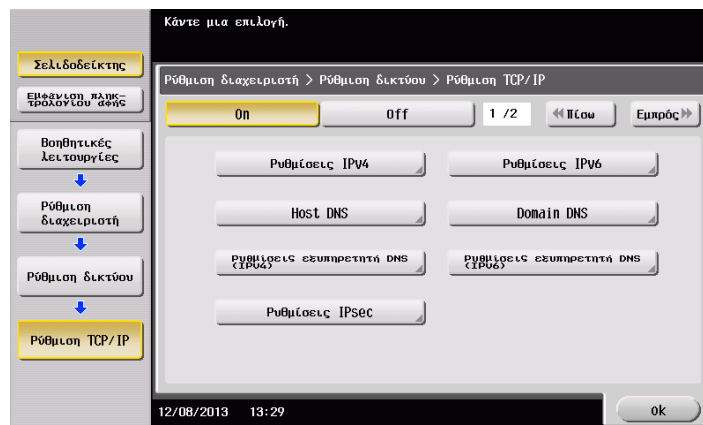 Κάντε μια επιλογή.
Σελιδοδείκτης
Εμφάνιση πληκ-
τρολογίου αφής
Βοηθητικές
λειτουργίες
Ρύθμιση
διαχειριστή
Ρύθμιση δικτύου
Ρύθμιση TCP/IP
Ρύθμιση διαχειριστή > Ρύθμιση δικτύου > Ρύθμιση TCP/IP
On Off 1 /2 Πίσω Εμπρός
Ρυθμίσεις IPv4 Ρυθμίσεις IPv6
Host DNS Domain DNS
Ρυθμίσεις εξυπηρετητή DNS Ρυθμίσεις εξυπηρετητή DNS
(IPv4) (IPv6)
Ρυθμίσεις IPsec
12/08/2013 13:29 ok